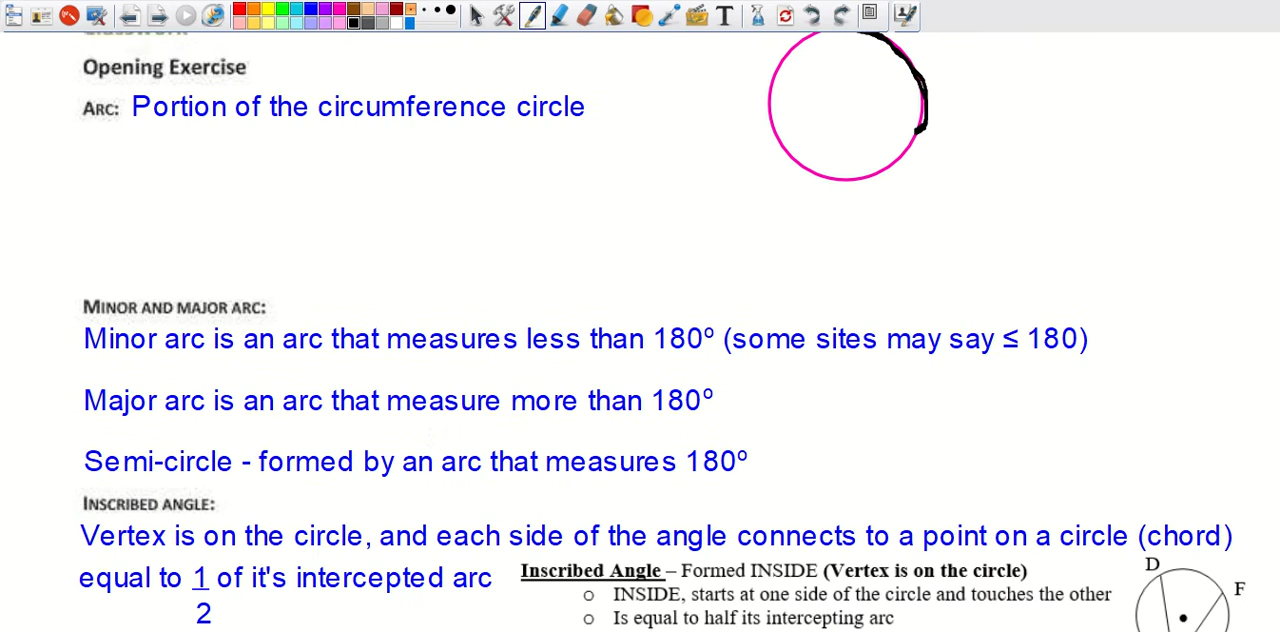 Opening Exercise
ARC: Portion of the circumference circle
MINOR AND MAJOR ARC:
Minor arc is an arc that measures less than 180º (some sites may say ≤ 180)
Major arc is an arc that measure more than 180º
Semi-circle - formed by an arc that measures 180º
INSCRIBED ANGLE:
Vertex is on the circle, and each side of the angle connects to a point on a circle (chord)
equal to 1/2 of it's intercepted arc
Inscribed Angle – Formed INSIDE (Vertex is on the circle)
o INSIDE, starts at one side of the circle and touches the other
o Is equal to half its intercepting arc
D
F